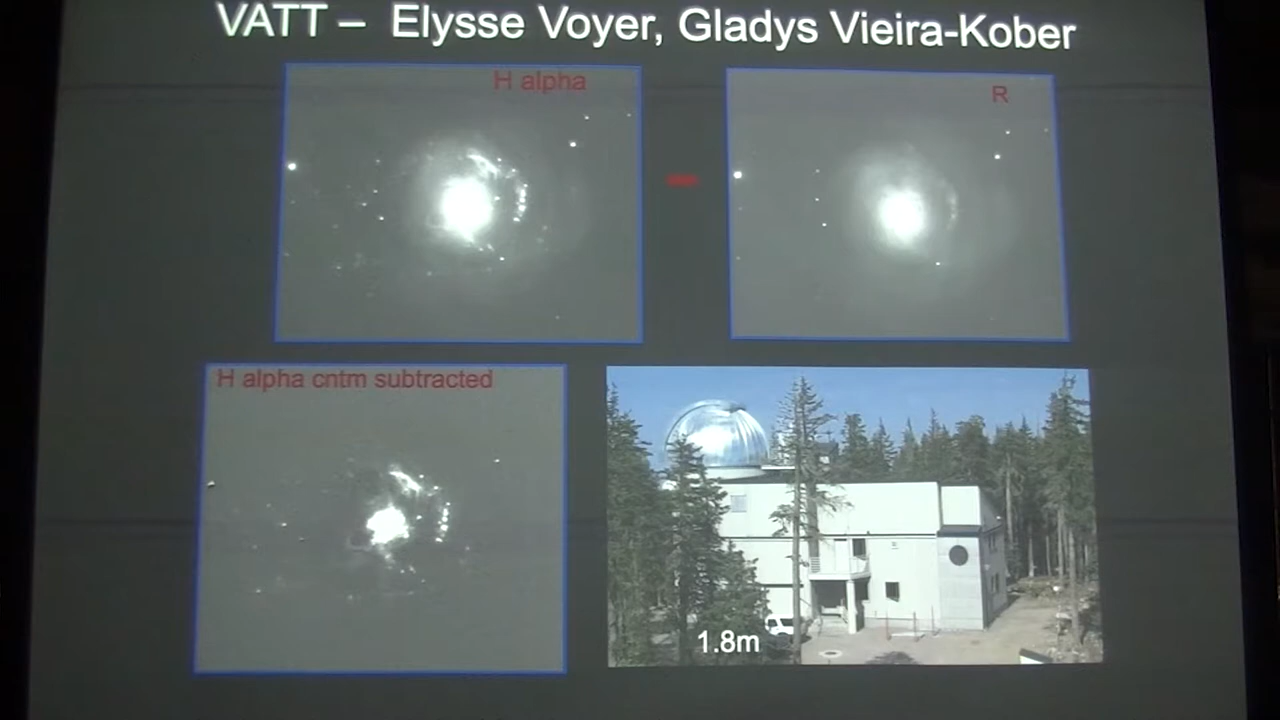 VATT – Elysse Voyer, Gladys Vieira-Kober
H alpha
R
H alpha cntm subtracted
1.8m